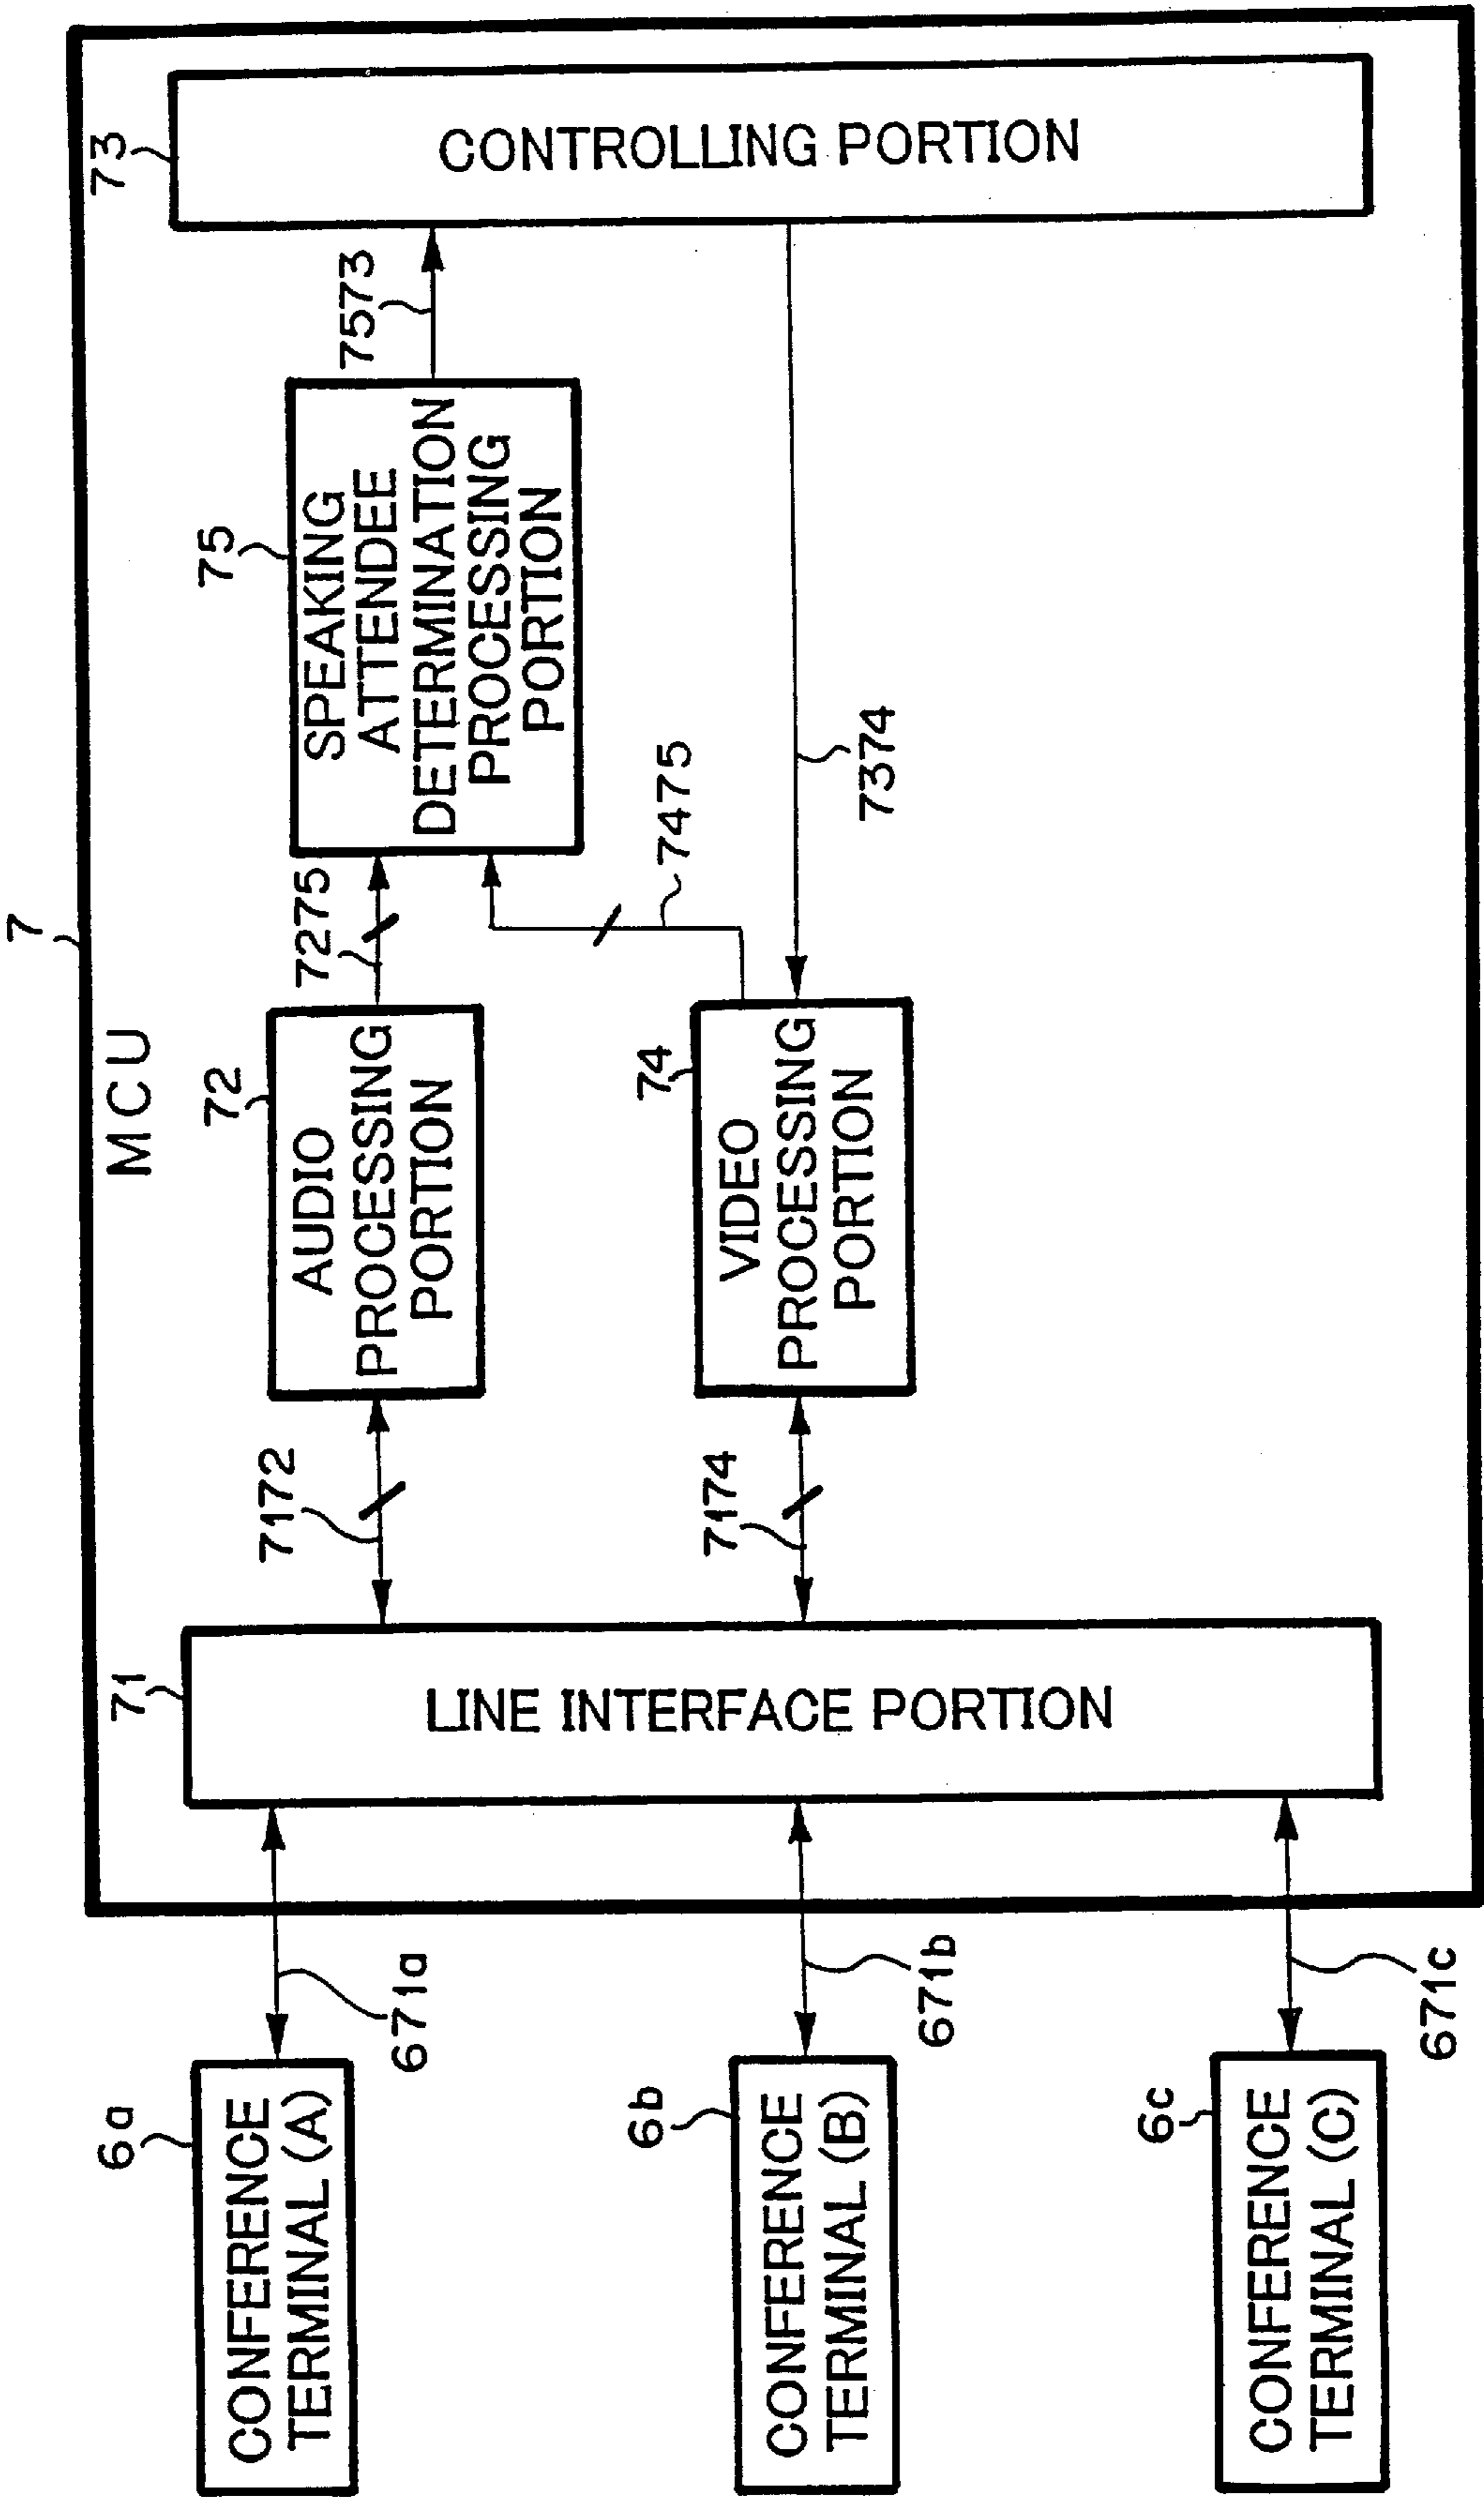 7
MCU
6a
CONFERENCE
TERMINAL (A)
671a
6b
CONFERENCE
TERMINAL (B)
671b
6c
CONFERENCE
TERMINAL (C)
671c
71
LINE INTERFACE PORTION
7172
7174
72
AUDIO
PROCESSING
PORTION
74
VIDEO
PROCESSING
PORTION
7275
7475
75
SPEAKING
ATTENDEE
DETERMINATION
PROCESSING
PORTION
7573
7374
73
CONTROLLING PORTION